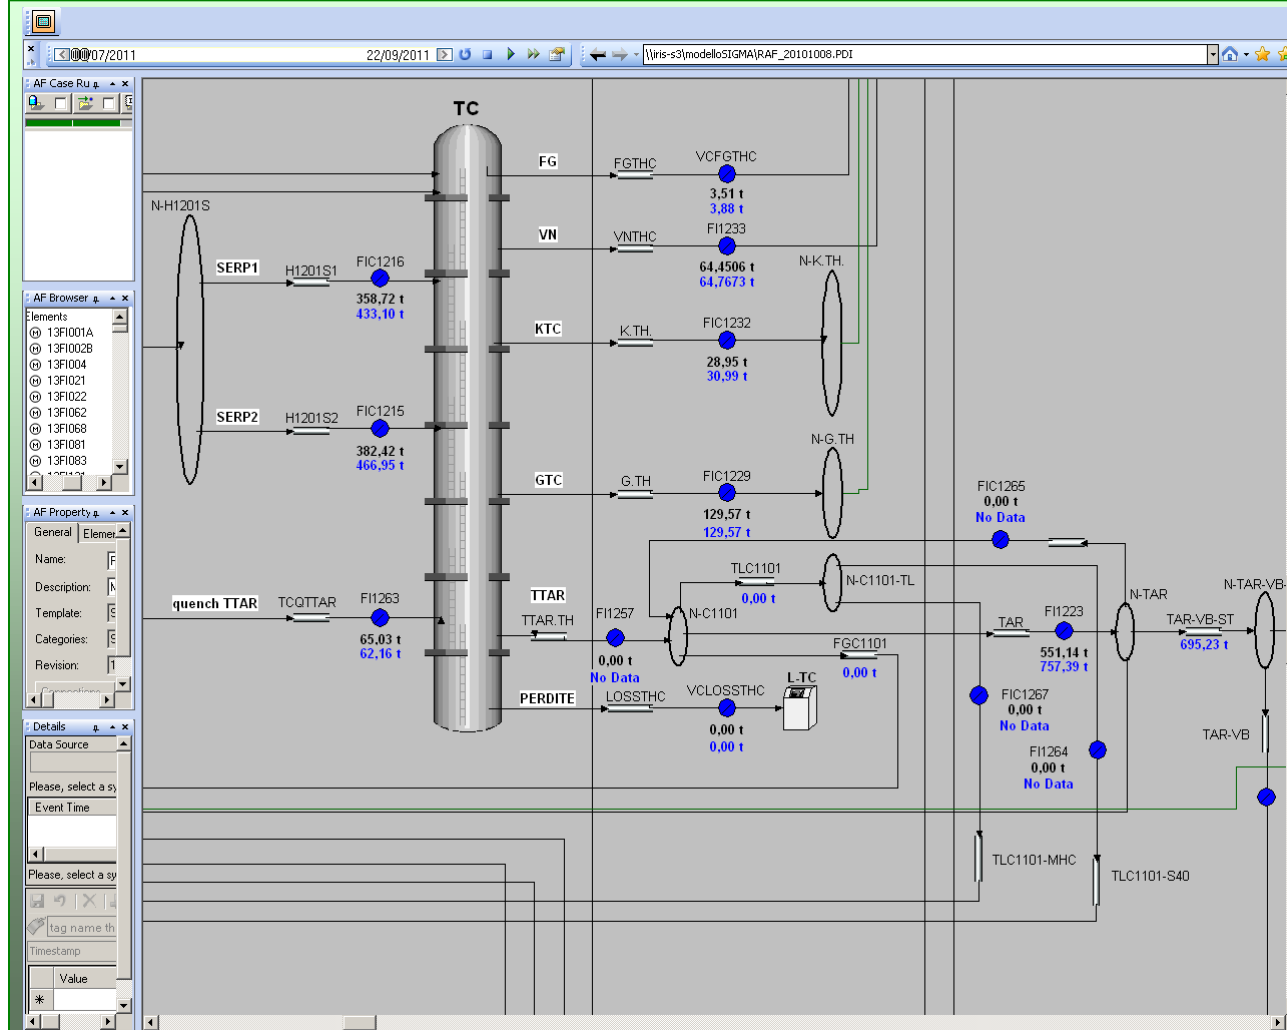 /07/2011
22/09/2011
\\iris-s3\modelloSIGMA\RAF_20101008.PDI
AF Case Ru
AF Browser
Elements
13FI001A
13FI002B
13FI004
13FI021
13FI022
13FI062
13FI068
13FI081
13FI083
AF Property
General
Elemen
Name:
Description:
Template:
Categories:
Revision:
Connections
Details
Data Source
Please, select a sy
Event Time
Please, select a sy
tag name th
Timestamp
Value
TC
N-H1201S
SERP1
H1201S1
FIC1216
358,72 t
433,10 t
SERP2
H1201S2
FIC1215
382,42 t
466,95 t
quench TTAR
TCQTTAR
FI1263
65,03 t
62,16 t
FG
FGTHC
VCFGTHC
3,51 t
3,88 t
VN
VNTHC
FI1233
64,4506 t
64,7673 t
KTC
K.TH.
FIC1232
28,95 t
30,99 t
N-K.TH.
GTC
G.TH
FIC1229
129,57 t
129,57 t
N-G.TH
TTAR
TTAR.TH
FI1257
0,00 t
No Data
N-C1101
TLC1101
0,00 t
N-C1101-TL
FGC1101
0,00 t
PERDITE
LOSSTHC
VCLOSSTHC
0,00 t
0,00 t
L-TC
FIC1265
0,00 t
No Data
TAR
FI1223
551,14 t
757,39 t
N-TAR
TAR-VB-ST
695,23 t
N-TAR-VB-
FIC1267
0,00 t
No Data
FI1264
0,00 t
No Data
TAR-VB
TLC1101-MHC
TLC1101-S40